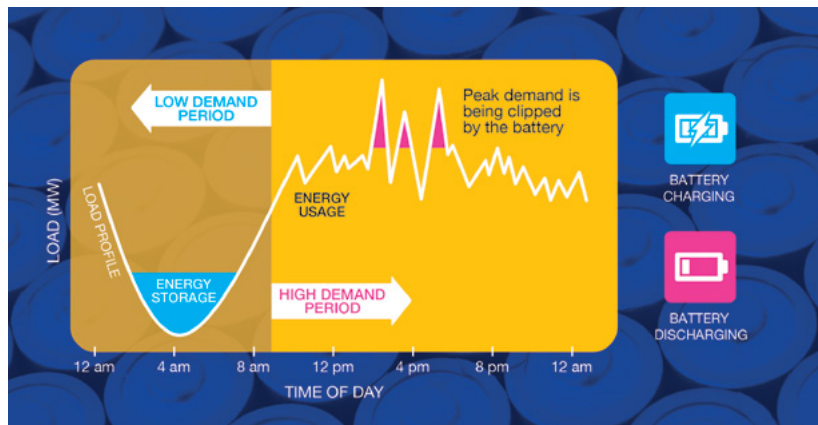 LOW DEMAND
PERIOD
Peak demand is
being clipped
by the battery
BATTERY
CHARGING
LOAD (MW)
LOAD PROFILE
ENERGY
USAGE
ENERGY
STORAGE
HIGH DEMAND
PERIOD
BATTERY
DISCHARGING
12 am 4 am 8 am 12 pm 4 pm 8 pm 12 am
TIME OF DAY